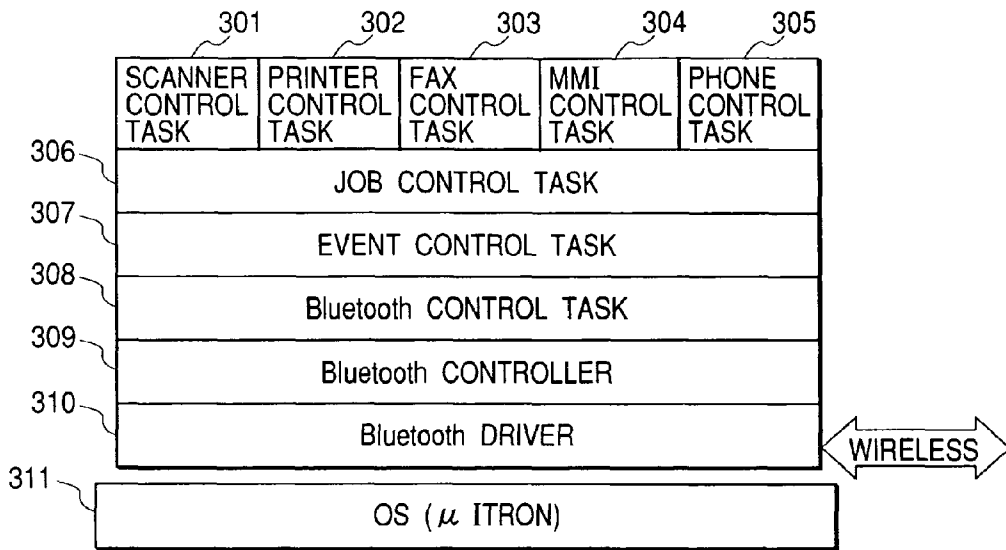 301 302 303 304 305
SCANNER CONTROL TASK
PRINTER CONTROL TASK
FAX CONTROL TASK
MMI CONTROL TASK
PHONE CONTROL TASK
306
JOB CONTROL TASK
307
EVENT CONTROL TASK
308
Bluetooth CONTROL TASK
309
Bluetooth CONTROLLER
310
Bluetooth DRIVER
WIRELESS
311
OS (μ ITRON)